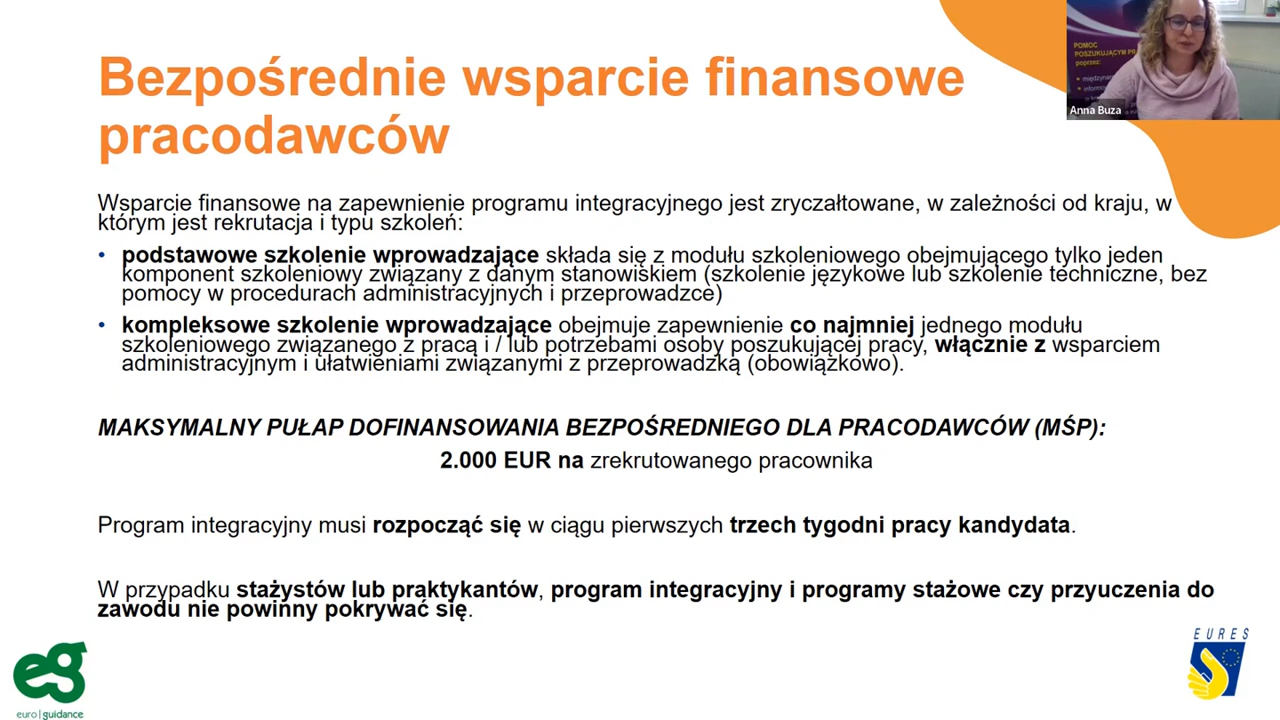 Bezpośrednie wsparcie finansowe
pracodawców
POMOC
POSZUKUJĄCYM PR
poprzez:
Anna Buza
Wsparcie finansowe na zapewnienie programu integracyjnego jest zryczałtowane, w zależności od kraju, w
którym jest rekrutacja i typu szkoleń:
• podstawowe szkolenie wprowadzające składa się z modułu szkoleniowego obejmującego tylko jeden
komponent szkoleniowy związany z danym stanowiskiem (szkolenie językowe lub szkolenie techniczne, bez
pomocy w procedurach administracyjnych i przeprowadzce)
• kompleksowe szkolenie wprowadzające obejmuje zapewnienie co najmniej jednego modułu
szkoleniowego związanego z pracą i / lub potrzebami osoby poszukującej pracy, włącznie z wsparciem
administracyjnym i ułatwieniami związanymi z przeprowadzką (obowiązkowo).
MAKSYMALNY PUŁAP DOFINANSOWANIA BEZPOŚREDNIEGO DLA PRACODAWCÓW (MŚP):
2.000 EUR na zrekrutowanego pracownika
Program integracyjny musi rozpocząć się w ciągu pierwszych trzech tygodni pracy kandydata.
W przypadku stażystów lub praktykantów, program integracyjny i programy stażowe czy przyuczenia do
zawodu nie powinny pokrywać się.
eg
euro|guidance
EURES